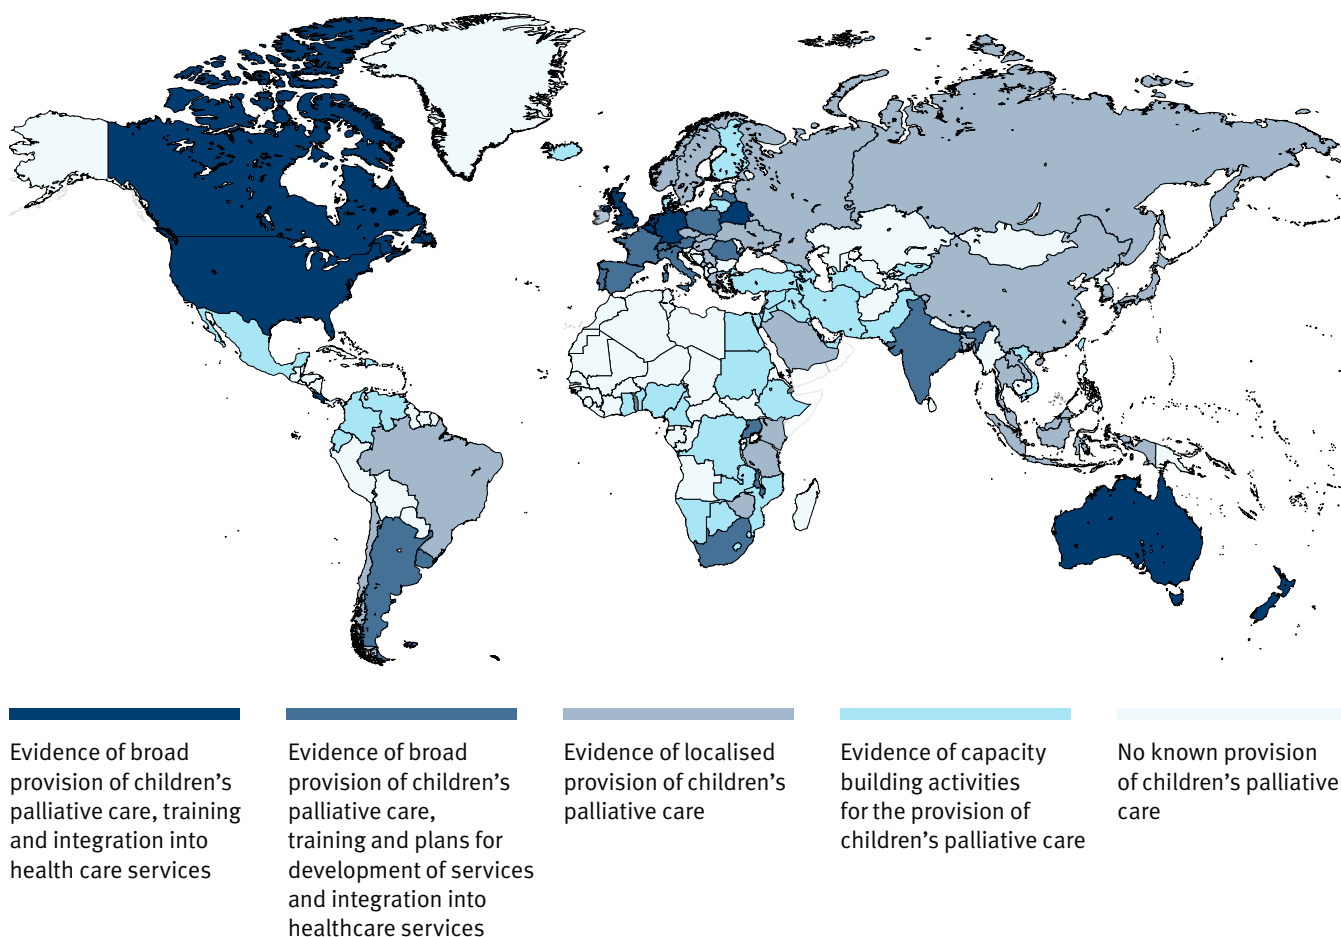 Evidence of broad
provision of children’s
palliative care, training
and integration into
health care services
Evidence of broad
provision of children’s
palliative care,
training and plans for
development of services
and integration into
healthcare services
Evidence of localised
provision of children’s
palliative care
Evidence of capacity
building activities
for the provision of
children’s palliative care
No known provision
of children’s palliative
care